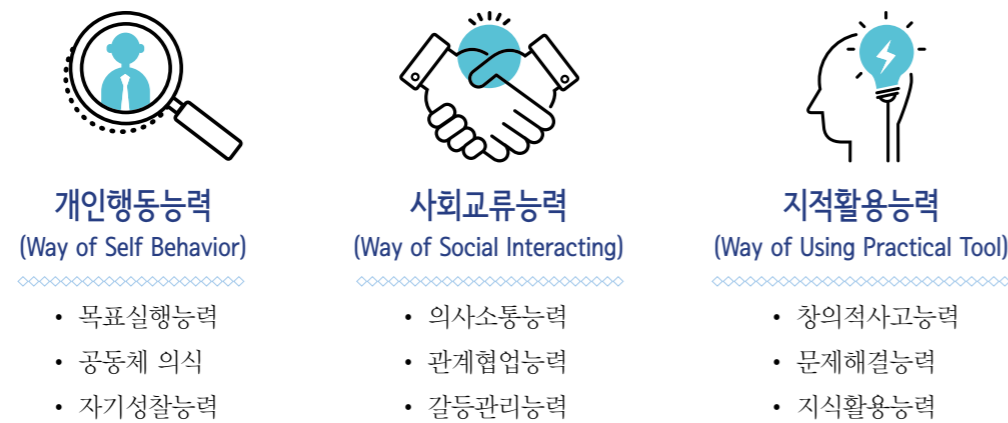 개인행동능력
(Way of Self Behavior)
• 목표실행능력
• 공동체 의식
• 자기성찰능력
사회교류능력
(Way of Social Interacting)
• 의사소통능력
• 관계협업능력
• 갈등관리능력
지적활용능력
(Way of Using Practical Tool)
• 창의적사고능력
• 문제해결능력
• 지식활용능력